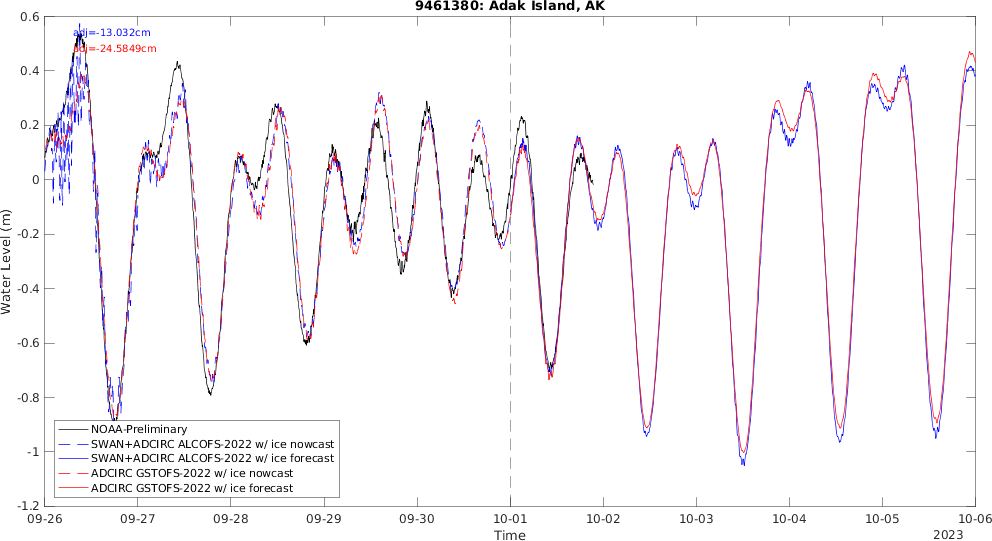 9461380: Adak Island, AK
adj=-13.032cm
adj=-24.5849cm
Water Level (m)
0.6
0.4
0.2
0
-0.2
-0.4
-0.6
-0.8
-1
-1.2
NOAA-Preliminary
SWAN+ADCIRC ALCOFS-2022 w/ ice nowcast
SWAN+ADCIRC ALCOFS-2022 w/ ice forecast
ADCIRC GSTOFS-2022 w/ ice nowcast
ADCIRC GSTOFS-2022 w/ ice forecast
09-26 09-27 09-28 09-29 09-30 10-01 10-02 10-03 10-04 10-05 10-06
Time
2023